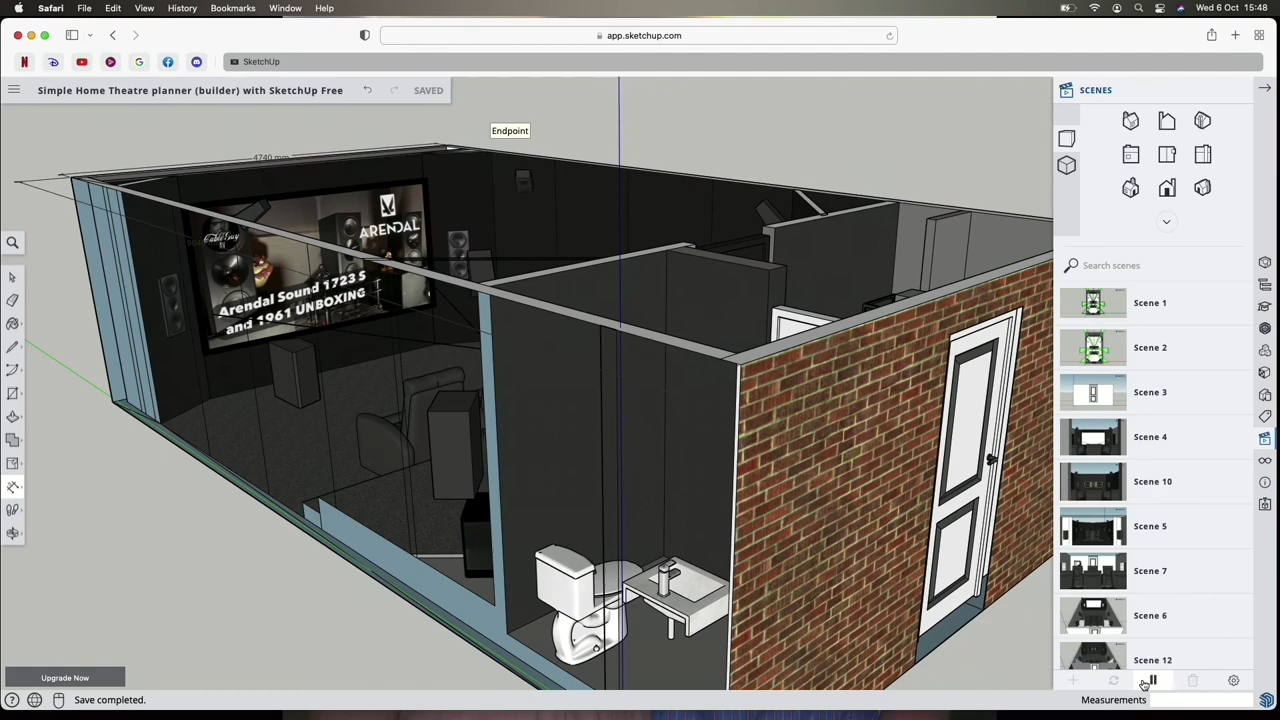 Safari File Edit View History Bookmarks Window Help
Wed 6 Oct 15:48
app.sketchup.com
N
G
SketchUp
Simple Home Theatre planner (builder) with SketchUp Free
SAVED
SCENES
Endpoint
4740 mm
ARENDAL
Arendal Sound 1723 S
and 1961 UNBOXING
Search scenes
Scene 1
Scene 2
Scene 3
Scene 4
Scene 10
Scene 5
Scene 7
Scene 6
Scene 12
Upgrade Now
Save completed.
Measurements